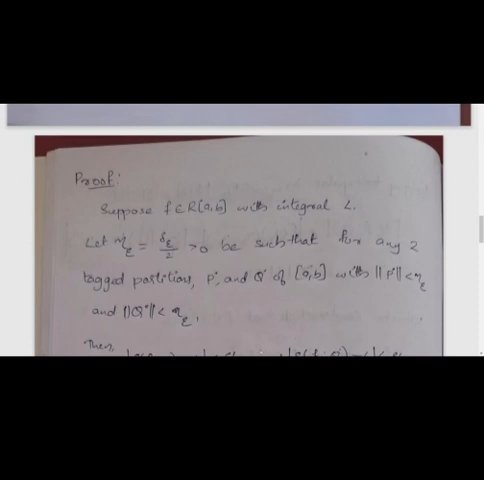 Proof:
Suppose f ∈ R[a,b] with integral L.
Let η_ε = δ_ε/2 > 0 be such that for any 2
tagged partition, Ṗ, and Q̇ of [a,b] with ||Ṗ|| < η_ε
and ||Q̇|| < η_ε,
Then,